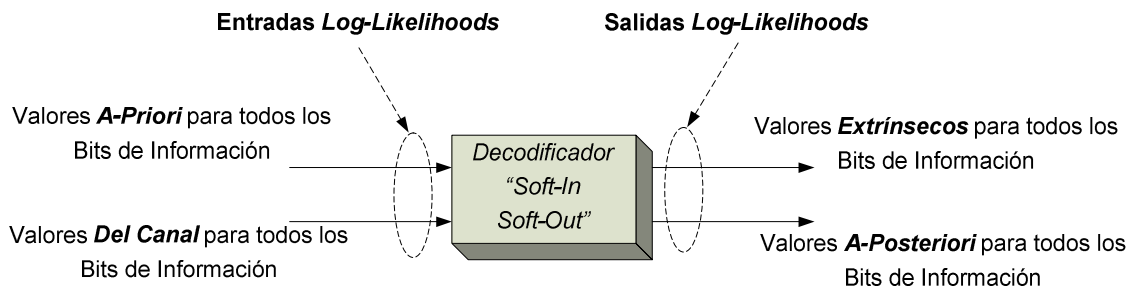 Entradas Log-Likelihoods
Salidas Log-Likelihoods
Valores A-Priori para todos los
Bits de Información
Valores Del Canal para todos los
Bits de Información
Decodificador
“Soft-In
Soft-Out”
Valores Extrínsecos para todos los
Bits de Información
Valores A-Posteriori para todos los
Bits de Información